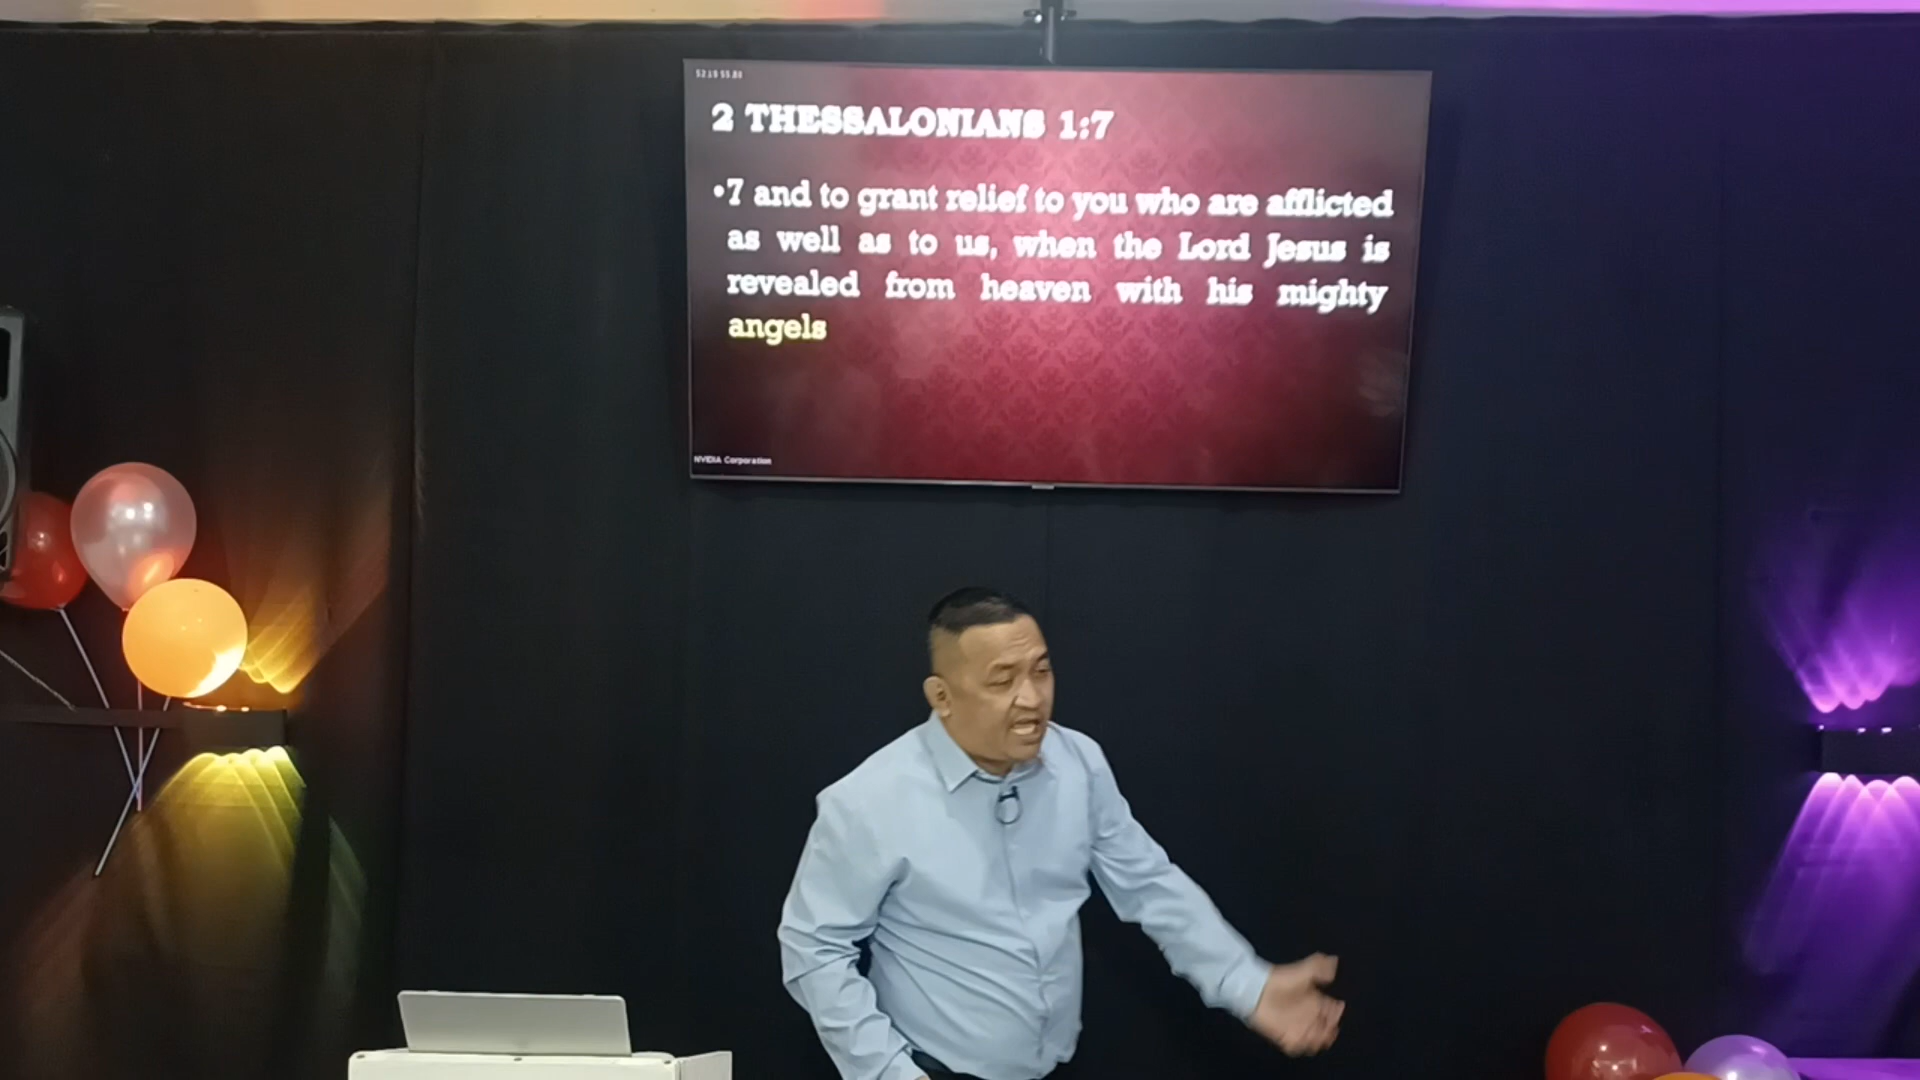 2 THESSALONIANS 1:7
•7 and to grant relief to you who are afflicted
as well as to us, when the Lord Jesus is
revealed from heaven with his mighty
angels
NVIDIA Corporation